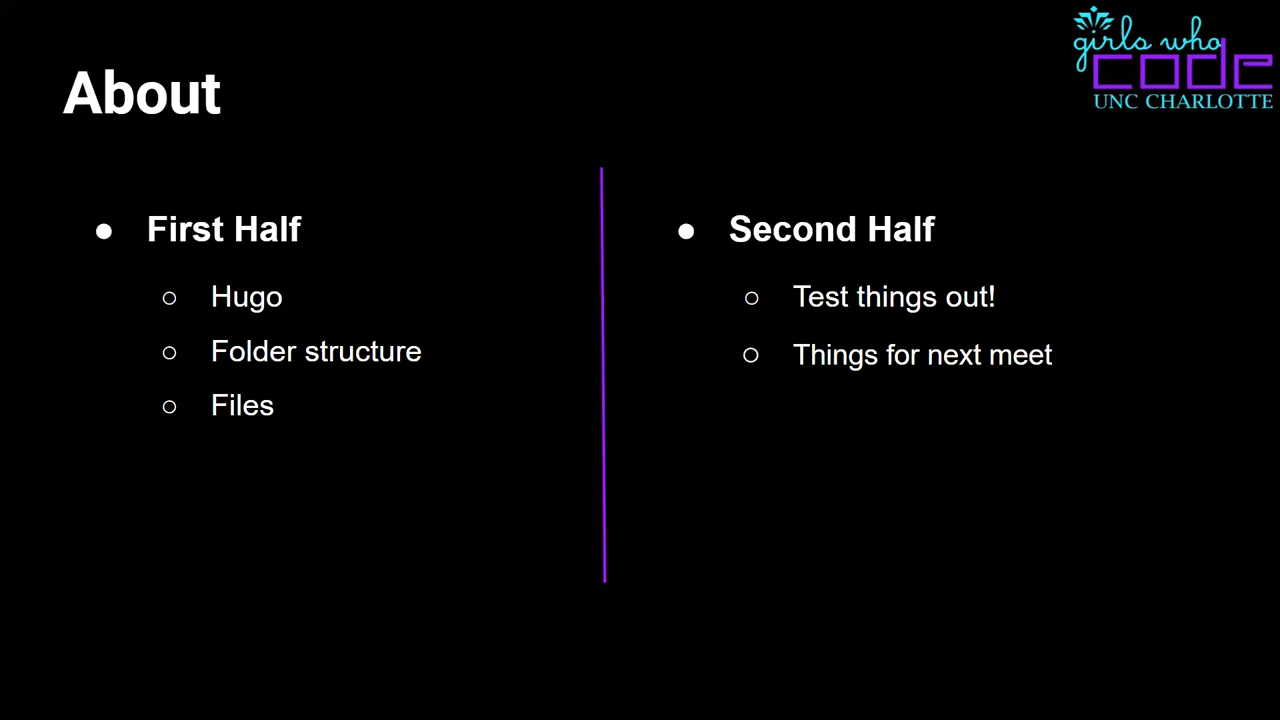 girls who
code
UNC CHARLOTTE
About
● First Half
○ Hugo
○ Folder structure
○ Files
● Second Half
○ Test things out!
○ Things for next meet